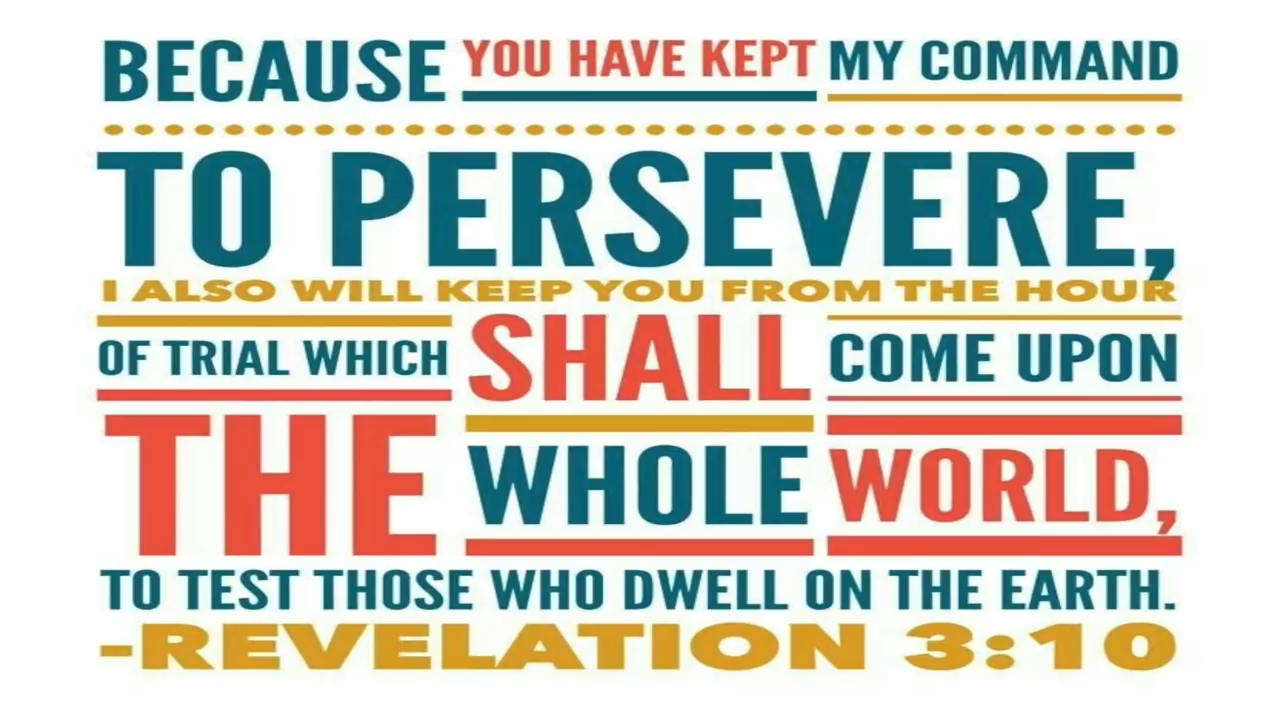 BECAUSE YOU HAVE KEPT MY COMMAND
TO PERSEVERE,
I ALSO WILL KEEP YOU FROM THE HOUR
OF TRIAL WHICH SHALL COME UPON
THE WHOLE WORLD,
TO TEST THOSE WHO DWELL ON THE EARTH.
-REVELATION 3:10